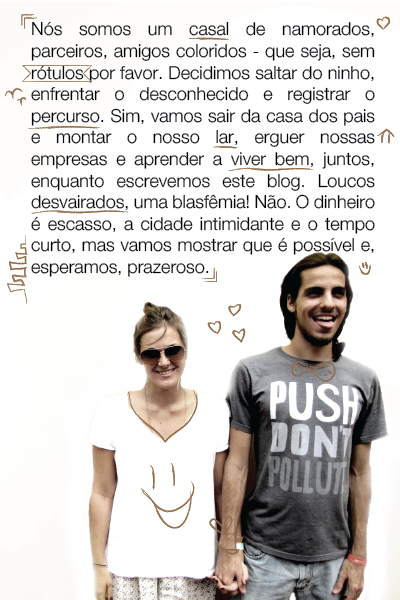 Nós somos um casal de namorados,
parceiros, amigos coloridos - que seja, sem
rótulos por favor. Decidimos saltar do ninho,
enfrentar o desconhecido e registrar o
percurso. Sim, vamos sair da casa dos pais
e montar o nosso lar, erguer nossas
empresas e aprender a viver bem, juntos,
enquanto escrevemos este blog. Loucos
desvairados, uma blasfêmia! Não. O dinheiro
é escasso, a cidade intimidante e o tempo
curto, mas vamos mostrar que é possível e,
esperamos, prazeroso.
PUSH
DON'T
POLLUTE